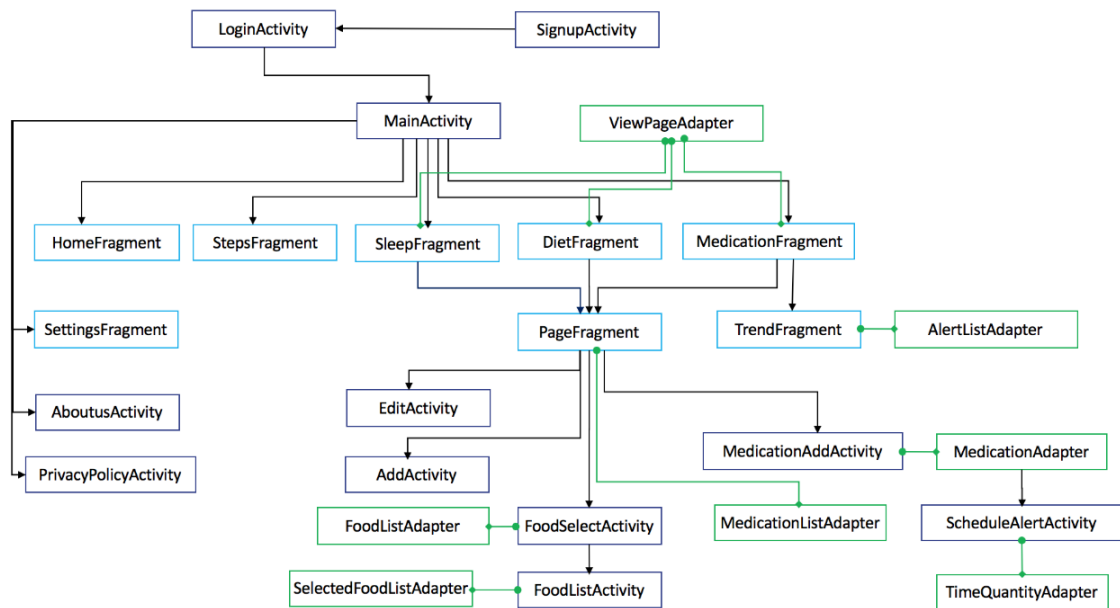 LoginActivity
SignupActivity
MainActivity
ViewPageAdapter
HomeFragment
StepsFragment
SleepFragment
DietFragment
MedicationFragment
SettingsFragment
PageFragment
TrendFragment
AlertListAdapter
EditActivity
AboutusActivity
AddActivity
MedicationAddActivity
MedicationAdapter
PrivacyPolicyActivity
FoodListAdapter
FoodSelectActivity
MedicationListAdapter
ScheduleAlertActivity
SelectedFoodListAdapter
FoodListActivity
TimeQuantityAdapter